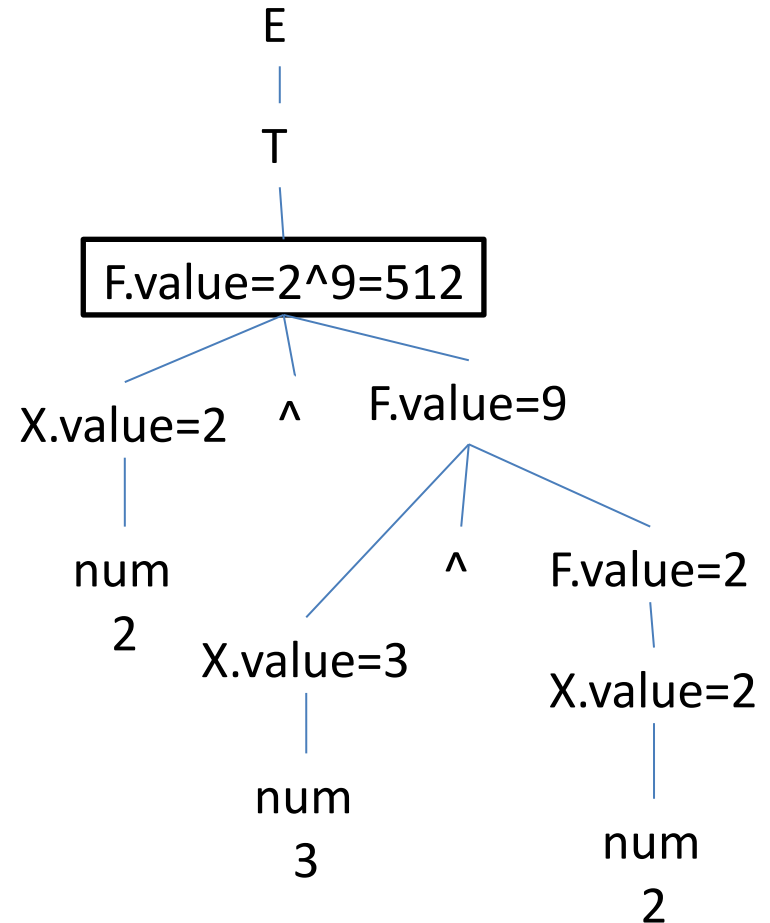 E
T
F.value=2^9=512
X.value=2 ^ F.value=9
num ^ F.value=2
2
X.value=3
X.value=2
num
3
num
2